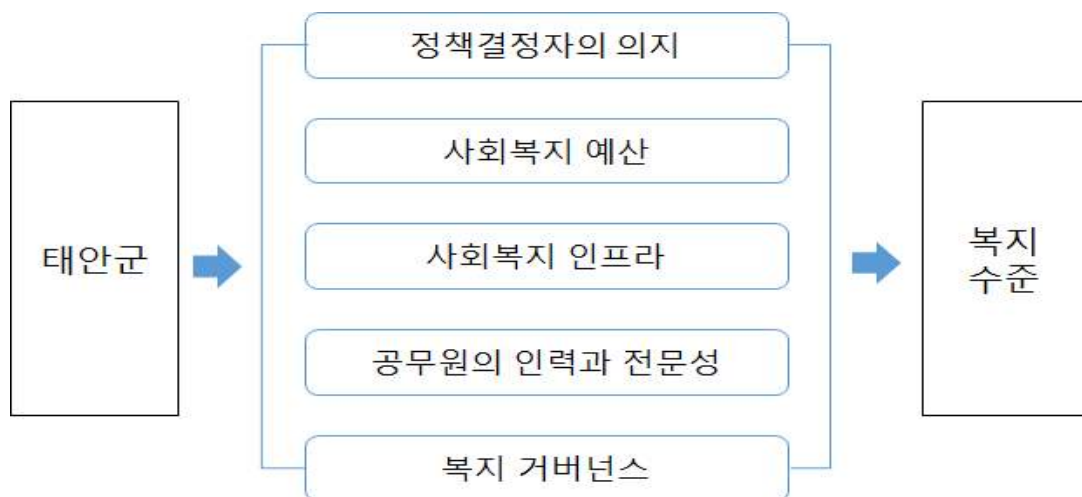 태안군
정책결정자의 의지
사회복지 예산
사회복지 인프라
공무원의 인력과 전문성
복지 거버넌스
복지
수준